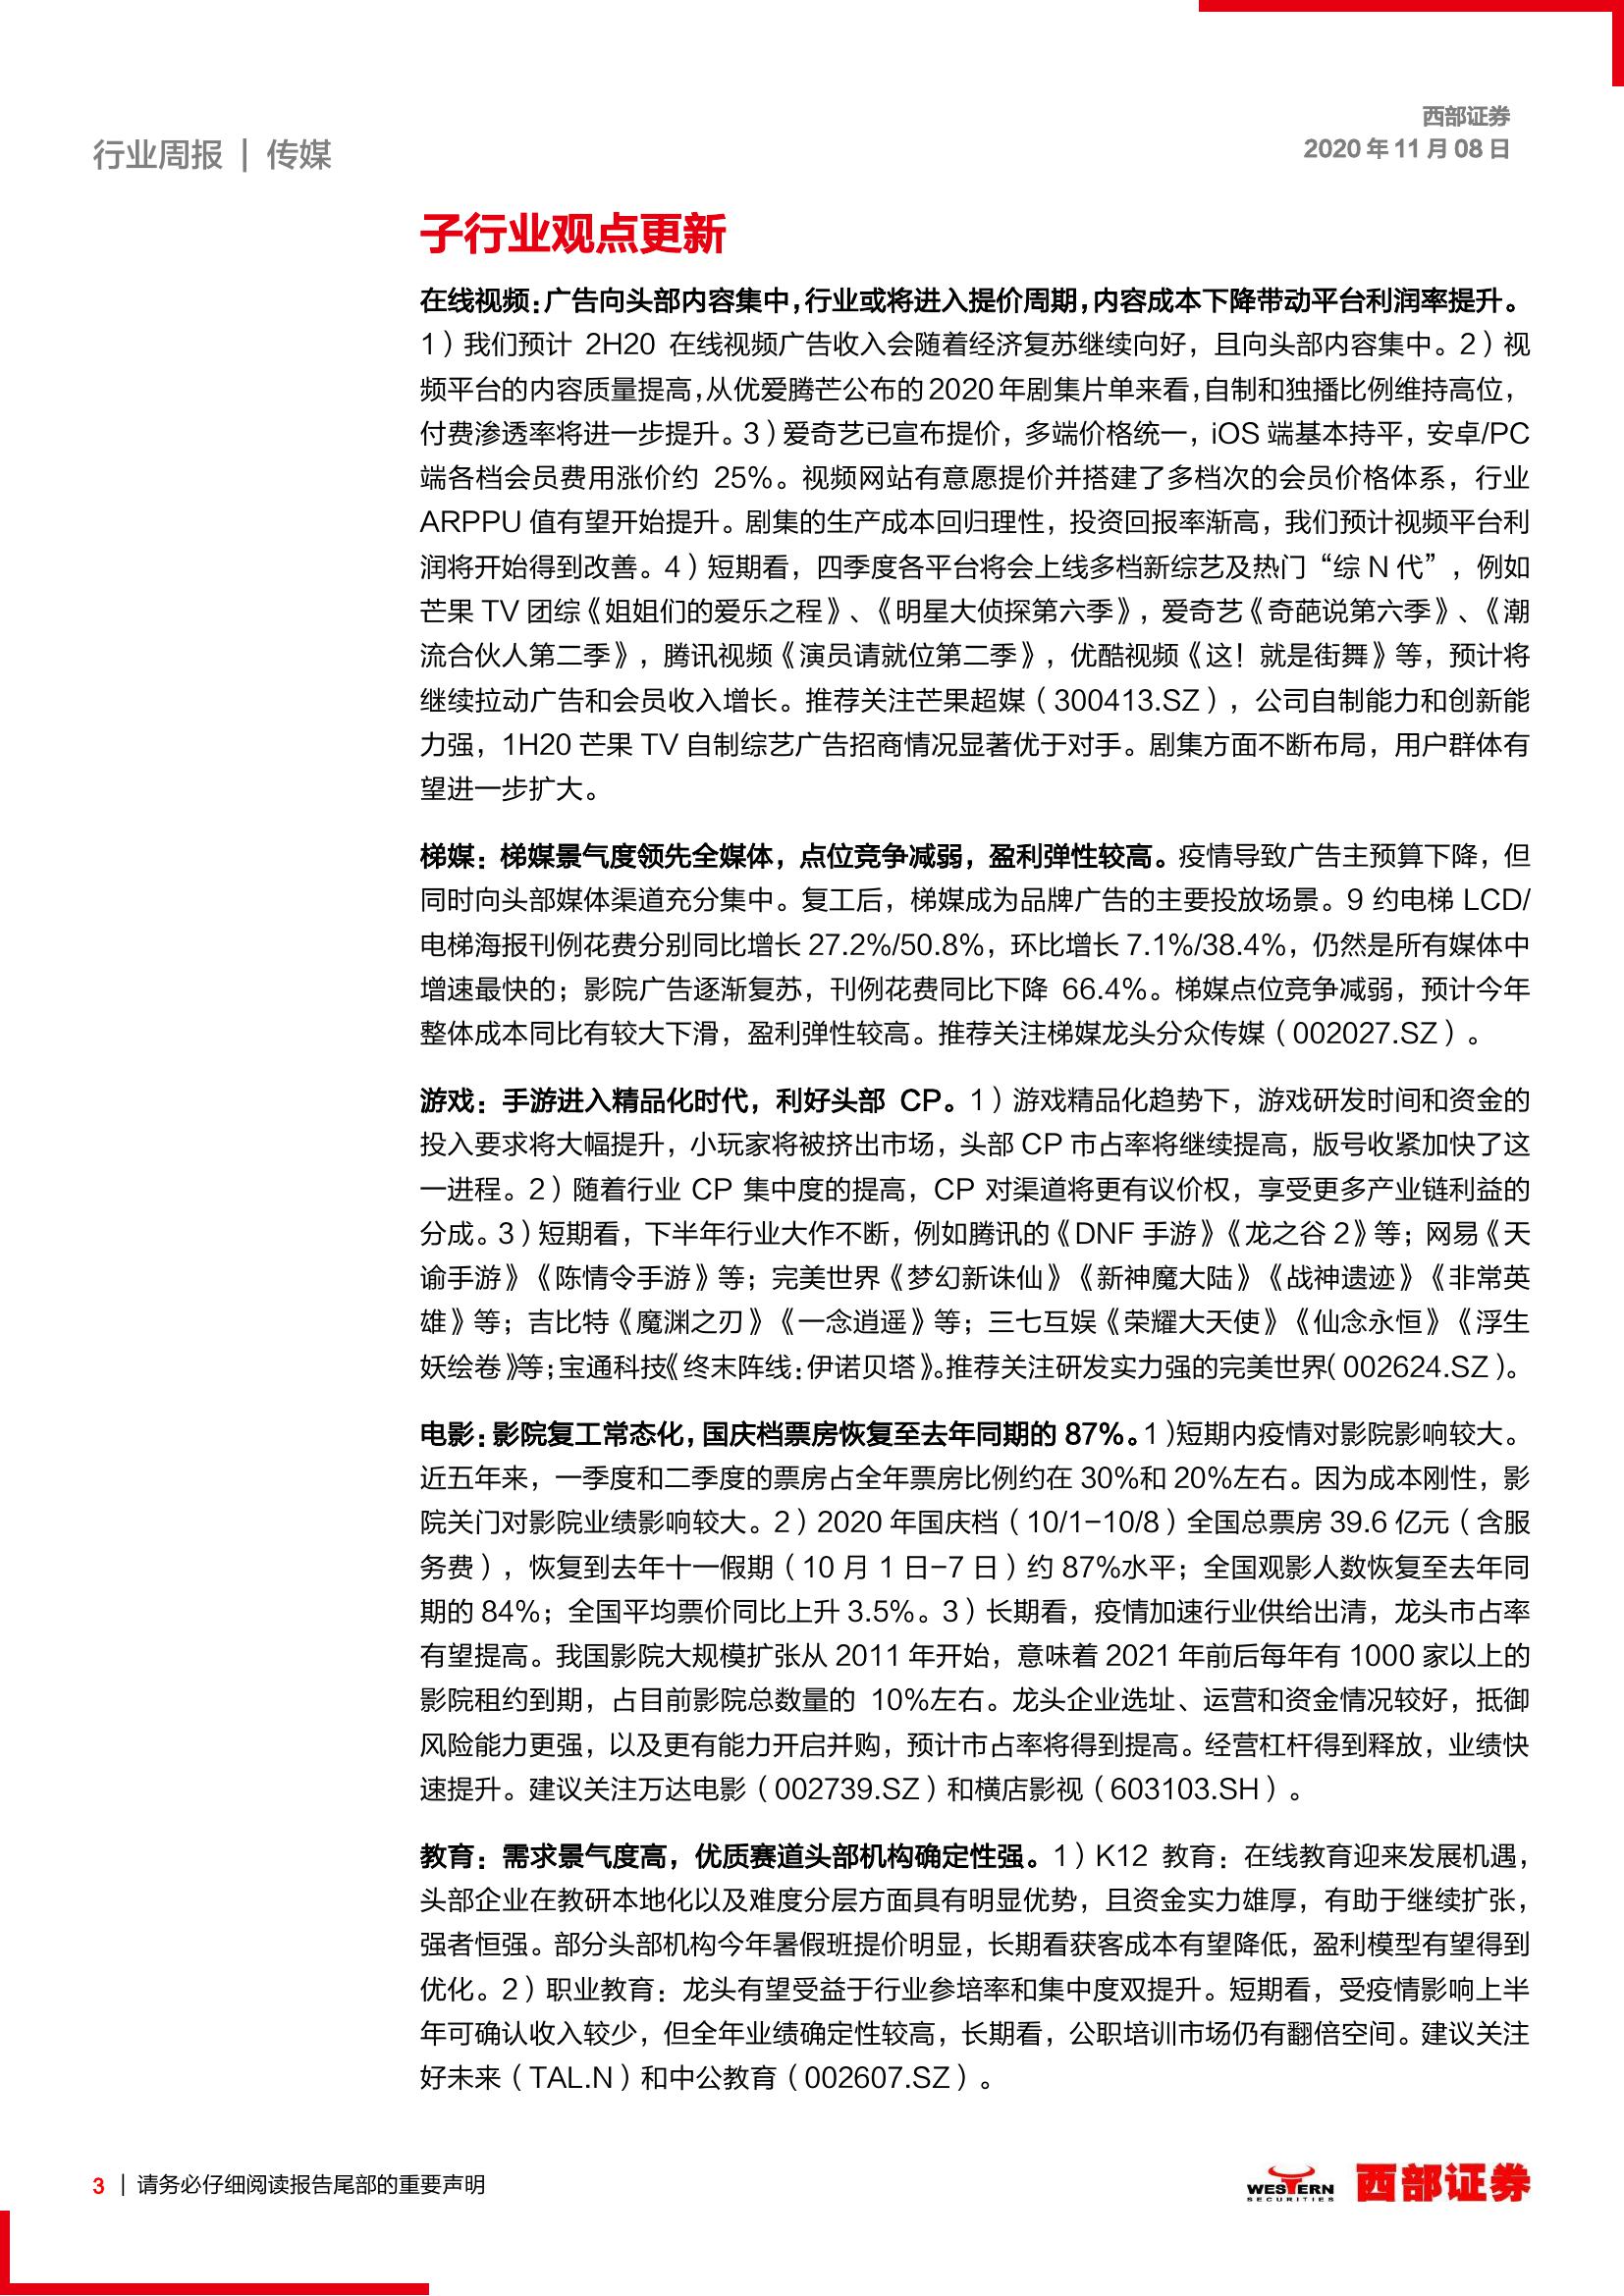 西部证券
行业周报 | 传媒
2020 年 11 月 08 日
子行业观点更新
在线视频：广告向头部内容集中，行业或将进入提价周期，内容成本下降带动平台利润率提升。
1）我们预计 2H20 在线视频广告收入会随着经济复苏继续向好，且向头部内容集中。2）视
频平台的内容质量提高，从优爱腾芒公布的 2020 年剧集片单来看，自制和独播比例维持高位，
付费渗透率将进一步提升。3）爱奇艺已宣布提价，多端价格统一，iOS 端基本持平，安卓/PC
端各档会员费用涨价约 25%。视频网站有意愿提价并搭建了多档次的会员价格体系，行业
ARPPU 值有望开始提升。剧集的生产成本回归理性，投资回报率渐高，我们预计视频平台利
润将开始得到改善。4）短期看，四季度各平台将会上线多档新综艺及热门“综 N 代”，例如
芒果 TV 团综《姐姐们的爱乐之程》、《明星大侦探第六季》，爱奇艺《奇葩说第六季》、《潮
流合伙人第二季》，腾讯视频《演员请就位第二季》，优酷视频《这！就是街舞》等，预计将
继续拉动广告和会员收入增长。推荐关注芒果超媒（300413.SZ），公司自制能力和创新能
力强，1H20 芒果 TV 自制综艺广告招商情况显著优于对手。剧集方面不断布局，用户群体有
望进一步扩大。
梯媒：梯媒景气度领先全媒体，点位竞争减弱，盈利弹性较高。疫情导致广告主预算下降，但
同时向头部媒体渠道充分集中。复工后，梯媒成为品牌广告的主要投放场景。9 约电梯 LCD/
电梯海报刊例花费分别同比增长 27.2%/50.8%，环比增长 7.1%/38.4%，仍然是所有媒体中
增速最快的；影院广告逐渐复苏，刊例花费同比下降 66.4%。梯媒点位竞争减弱，预计今年
整体成本同比有较大下滑，盈利弹性较高。推荐关注梯媒龙头分众传媒（002027.SZ）。
游戏：手游进入精品化时代，利好头部 CP。1）游戏精品化趋势下，游戏研发时间和资金的
投入要求将大幅提升，小玩家将被挤出市场，头部 CP 市占率将继续提高，版号收紧加快了这
一进程。2）随着行业 CP 集中度的提高，CP 对渠道将更有议价权，享受更多产业链利益的
分成。3）短期看，下半年行业大作不断，例如腾讯的《DNF 手游》《龙之谷 2》等；网易《天
谕手游》《陈情令手游》等；完美世界《梦幻新诛仙》《新神魔大陆》《战神遗迹》《非常英
雄》等；吉比特《魔渊之刃》《一念逍遥》等；三七互娱《荣耀大天使》《仙念永恒》《浮生
妖绘卷》等；宝通科技《终末阵线：伊诺贝塔》。推荐关注研发实力强的完美世界（002624.SZ）。
电影：影院复工常态化，国庆档票房恢复至去年同期的 87%。1）短期内疫情对影院影响较大。
近五年来，一季度和二季度的票房占全年票房比例约在 30%和 20%左右。因为成本刚性，影
院关门对影院业绩影响较大。2）2020 年国庆档（10/1-10/8）全国总票房 39.6 亿元（含服
务费），恢复到去年十一假期（10 月 1 日-7 日）约 87%水平；全国观影人数恢复至去年同
期的 84%；全国平均票价同比上升 3.5%。3）长期看，疫情加速行业供给出清，龙头市占率
有望提高。我国影院大规模扩张从 2011 年开始，意味着 2021 年前后每年有 1000 家以上的
影院租约到期，占目前影院总数量的 10%左右。龙头企业选址、运营和资金情况较好，抵御
风险能力更强，以及更有能力开启并购，预计市占率将得到提高。经营杠杆得到释放，业绩快
速提升。建议关注万达电影（002739.SZ）和横店影视（603103.SH）。
教育：需求景气度高，优质赛道头部机构确定性强。1）K12 教育：在线教育迎来发展机遇，
头部企业在教研本地化以及难度分层方面具有明显优势，且资金实力雄厚，有助于继续扩张，
强者恒强。部分头部机构今年暑假班提价明显，长期看获客成本有望降低，盈利模型有望得到
优化。2）职业教育：龙头有望受益于行业参培率和集中度双提升。短期看，受疫情影响上半
年可确认收入较少，但全年业绩确定性较高，长期看，公职培训市场仍有翻倍空间。建议关注
好未来（TAL.N）和中公教育（002607.SZ）。
3 | 请务必仔细阅读报告尾部的重要声明
WESTERN
SECURITIES
西部证券